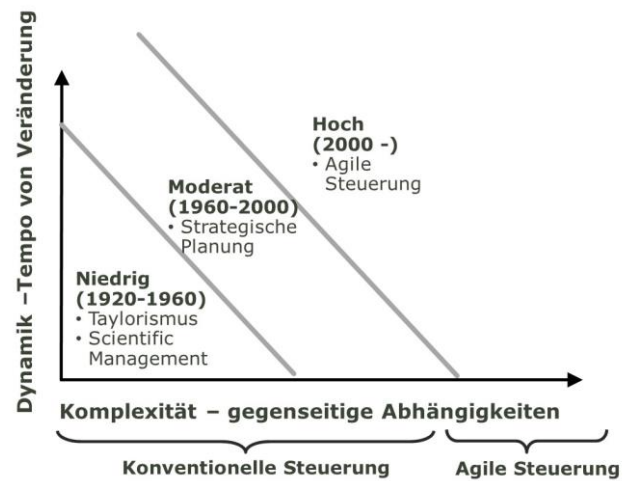 Dynamik –Tempo von Veränderung
Hoch
(2000 -)
• Agile
Steuerung
Moderat
(1960-2000)
• Strategische
Planung
Niedrig
(1920-1960)
• Taylorismus
• Scientific
Management
Komplexität – gegenseitige Abhängigkeiten
Konventionelle Steuerung
Agile Steuerung